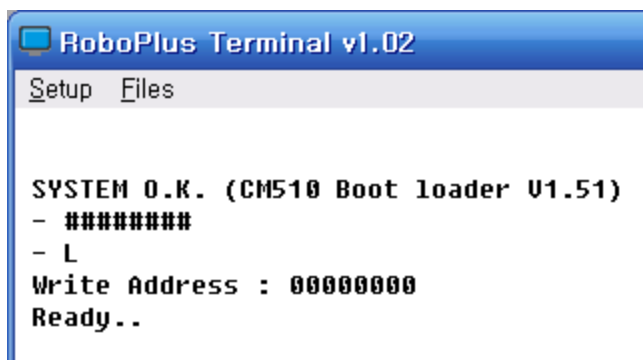 RoboPlus Terminal v1.02
Setup Files
SYSTEM O.K. (CM510 Boot loader V1.51)
- ########
- L
Write Address : 00000000
Ready..